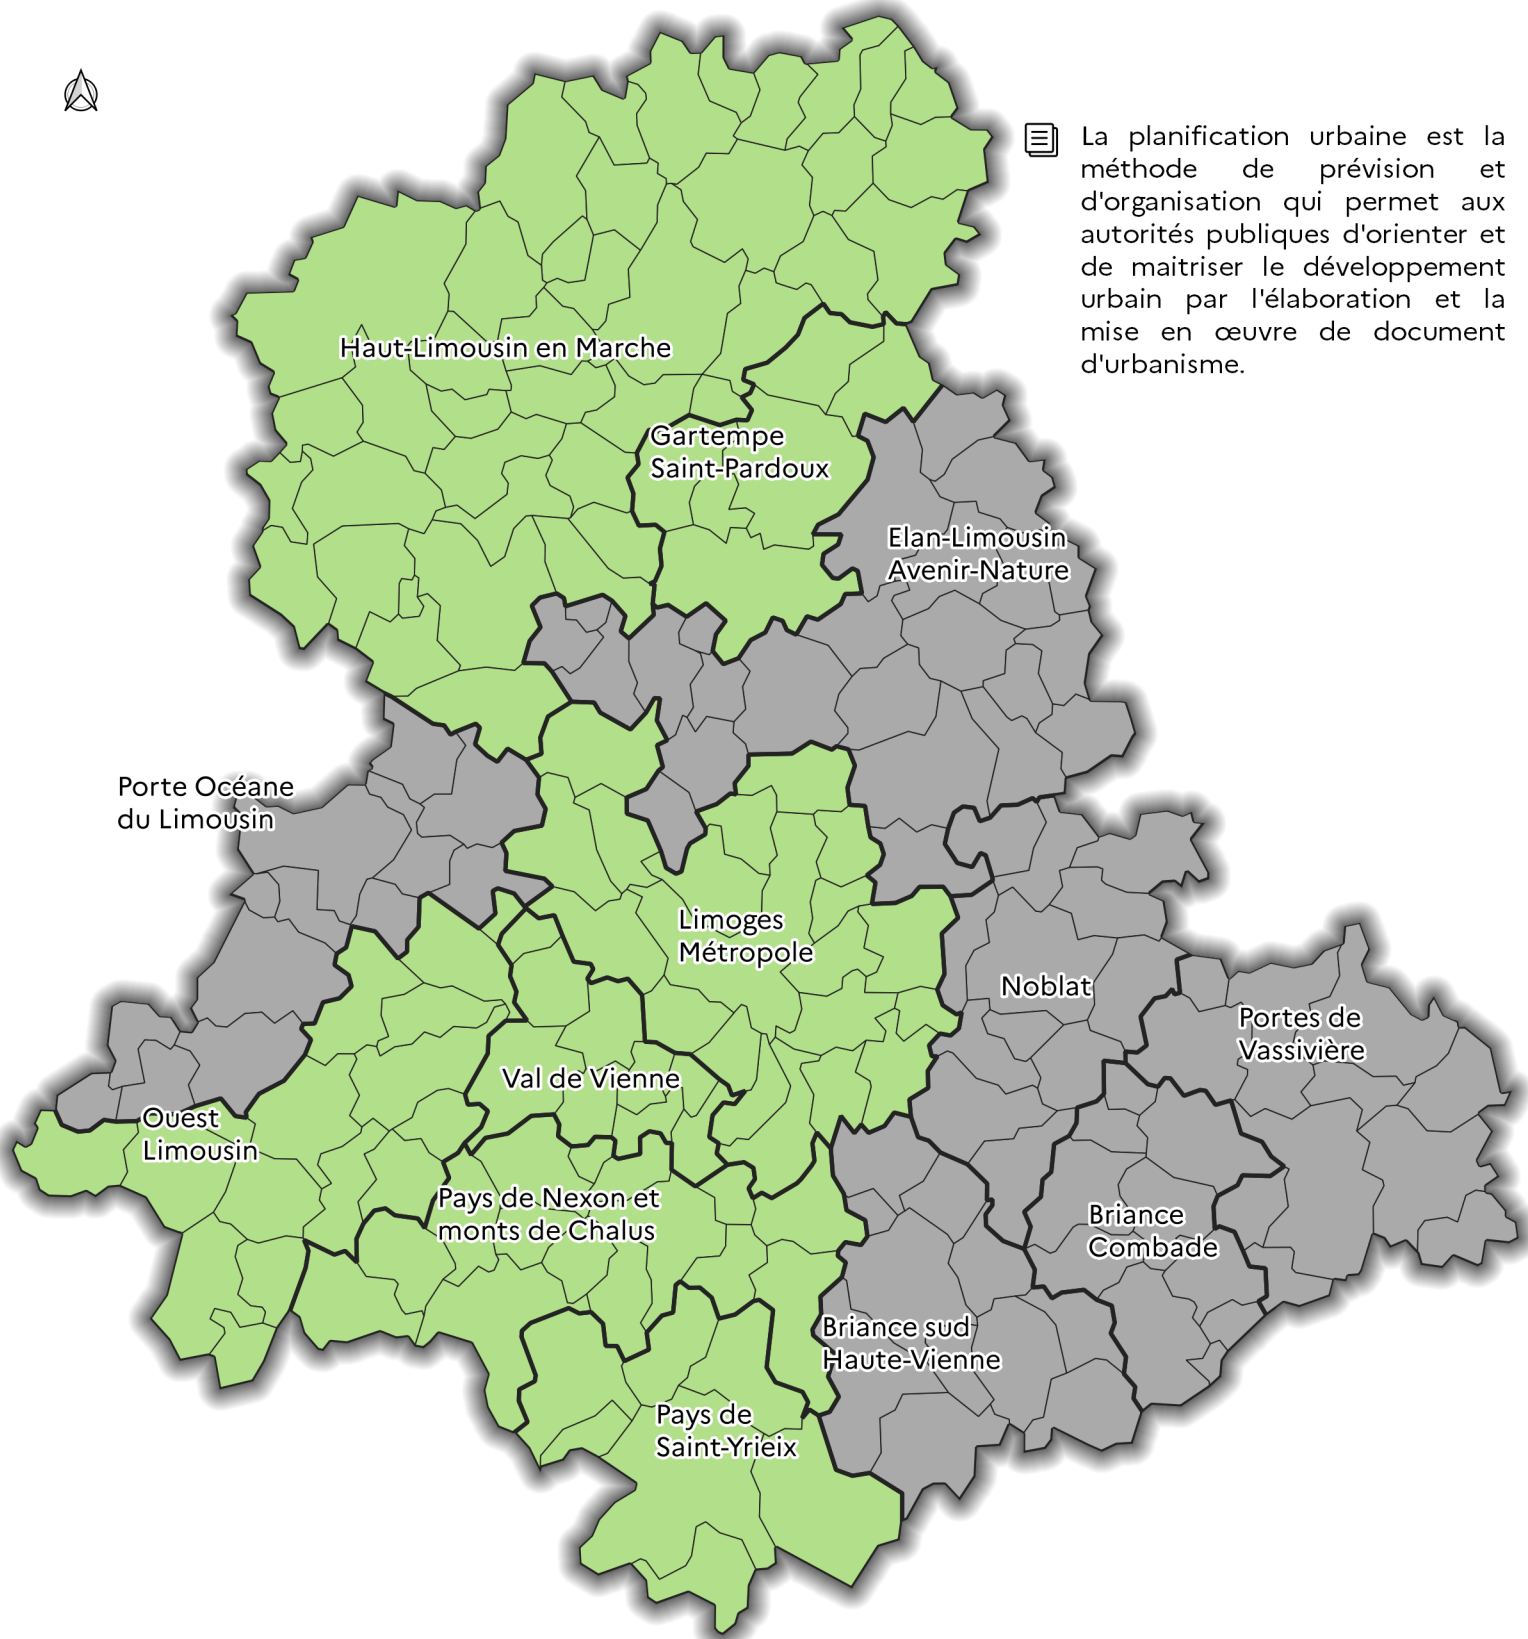 La planification urbaine est la
méthode de prévision et
d'organisation qui permet aux
autorités publiques d'orienter et
de maitriser le développement
urbain par l'élaboration et la
mise en œuvre de document
d'urbanisme.
Haut-Limousin en Marche
Gartempe
Saint-Pardoux
Elan-Limousin
Avenir-Nature
Porte Océane
du Limousin
Limoges
Métropole
Noblat
Portes de
Vassivière
Val de Vienne
Ouest
Limousin
Pays de Nexon et
monts de Chalus
Briance
Combade
Briance sud
Haute-Vienne
Pays de
Saint-Yrieix